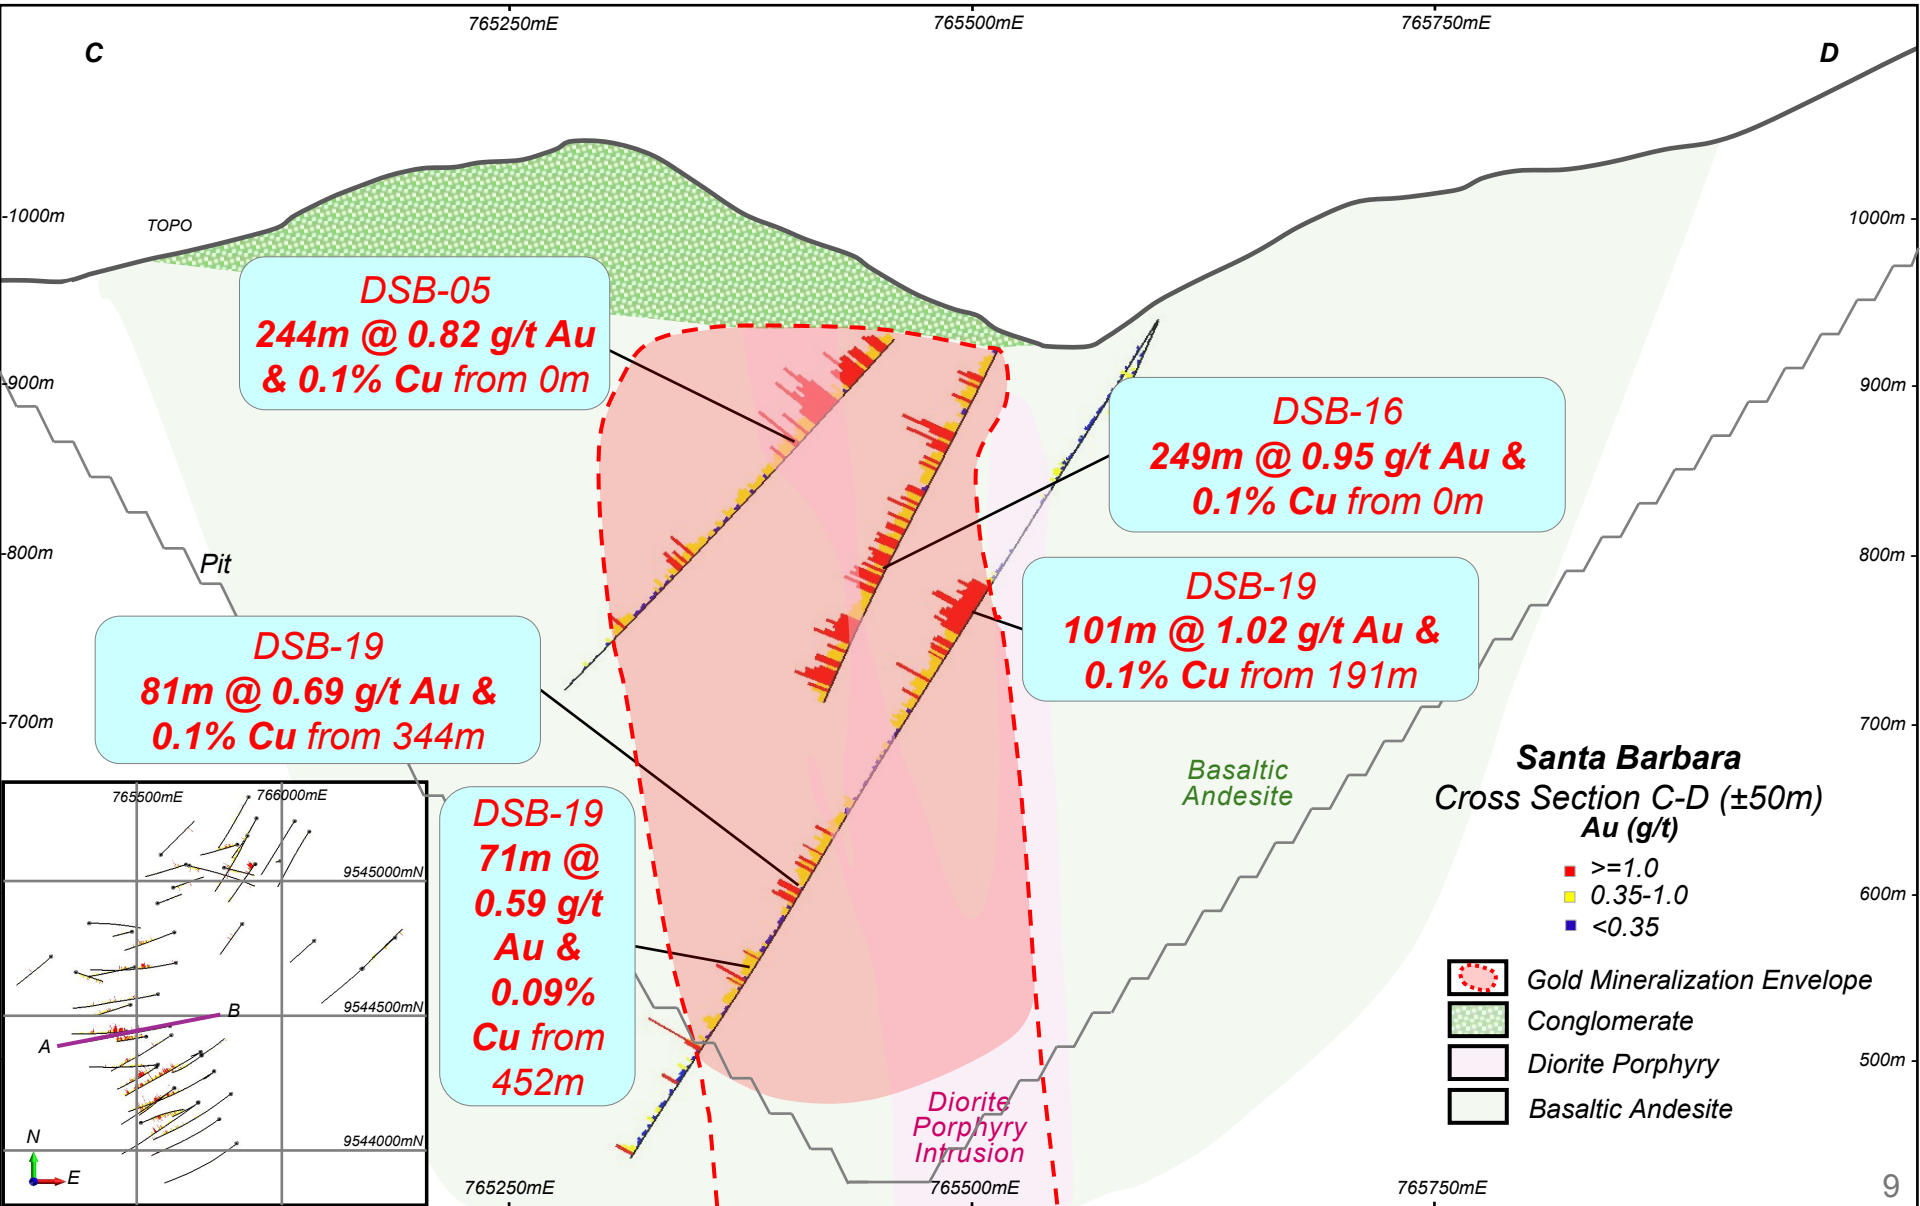 765250mE
765500mE
765750mE
C
D
-1000m
1000m
TOPO
DSB-05
244m @ 0.82 g/t Au
& 0.1% Cu from 0m
-900m
900m
DSB-16
249m @ 0.95 g/t Au &
0.1% Cu from 0m
-800m
800m
Pit
DSB-19
101m @ 1.02 g/t Au &
0.1% Cu from 191m
DSB-19
81m @ 0.69 g/t Au &
0.1% Cu from 344m
-700m
700m
Basaltic
Andesite
Santa Barbara
Cross Section C-D (±50m)
Au (g/t)
>=1.0
0.35-1.0
<0.35
DSB-19
71m @
0.59 g/t
Au &
0.09%
Cu from
452m
600m
500m
Gold Mineralization Envelope
Conglomerate
Diorite Porphyry
Basaltic Andesite
Diorite
Porphyry
Intrusion
765500mE
766000mE
9545000mN
9544500mN
9544000mN
A
B
N
E
765250mE
765500mE
765750mE
9